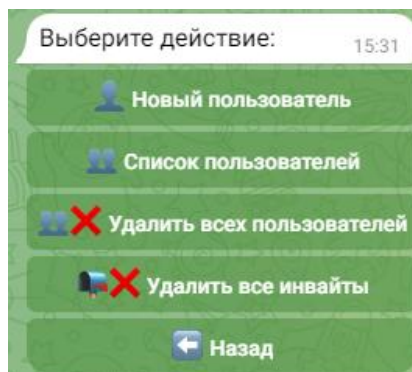 Выберите действие:
15:31
Новый пользователь
Список пользователей
Удалить всех пользователей
Удалить все инвайты
Назад